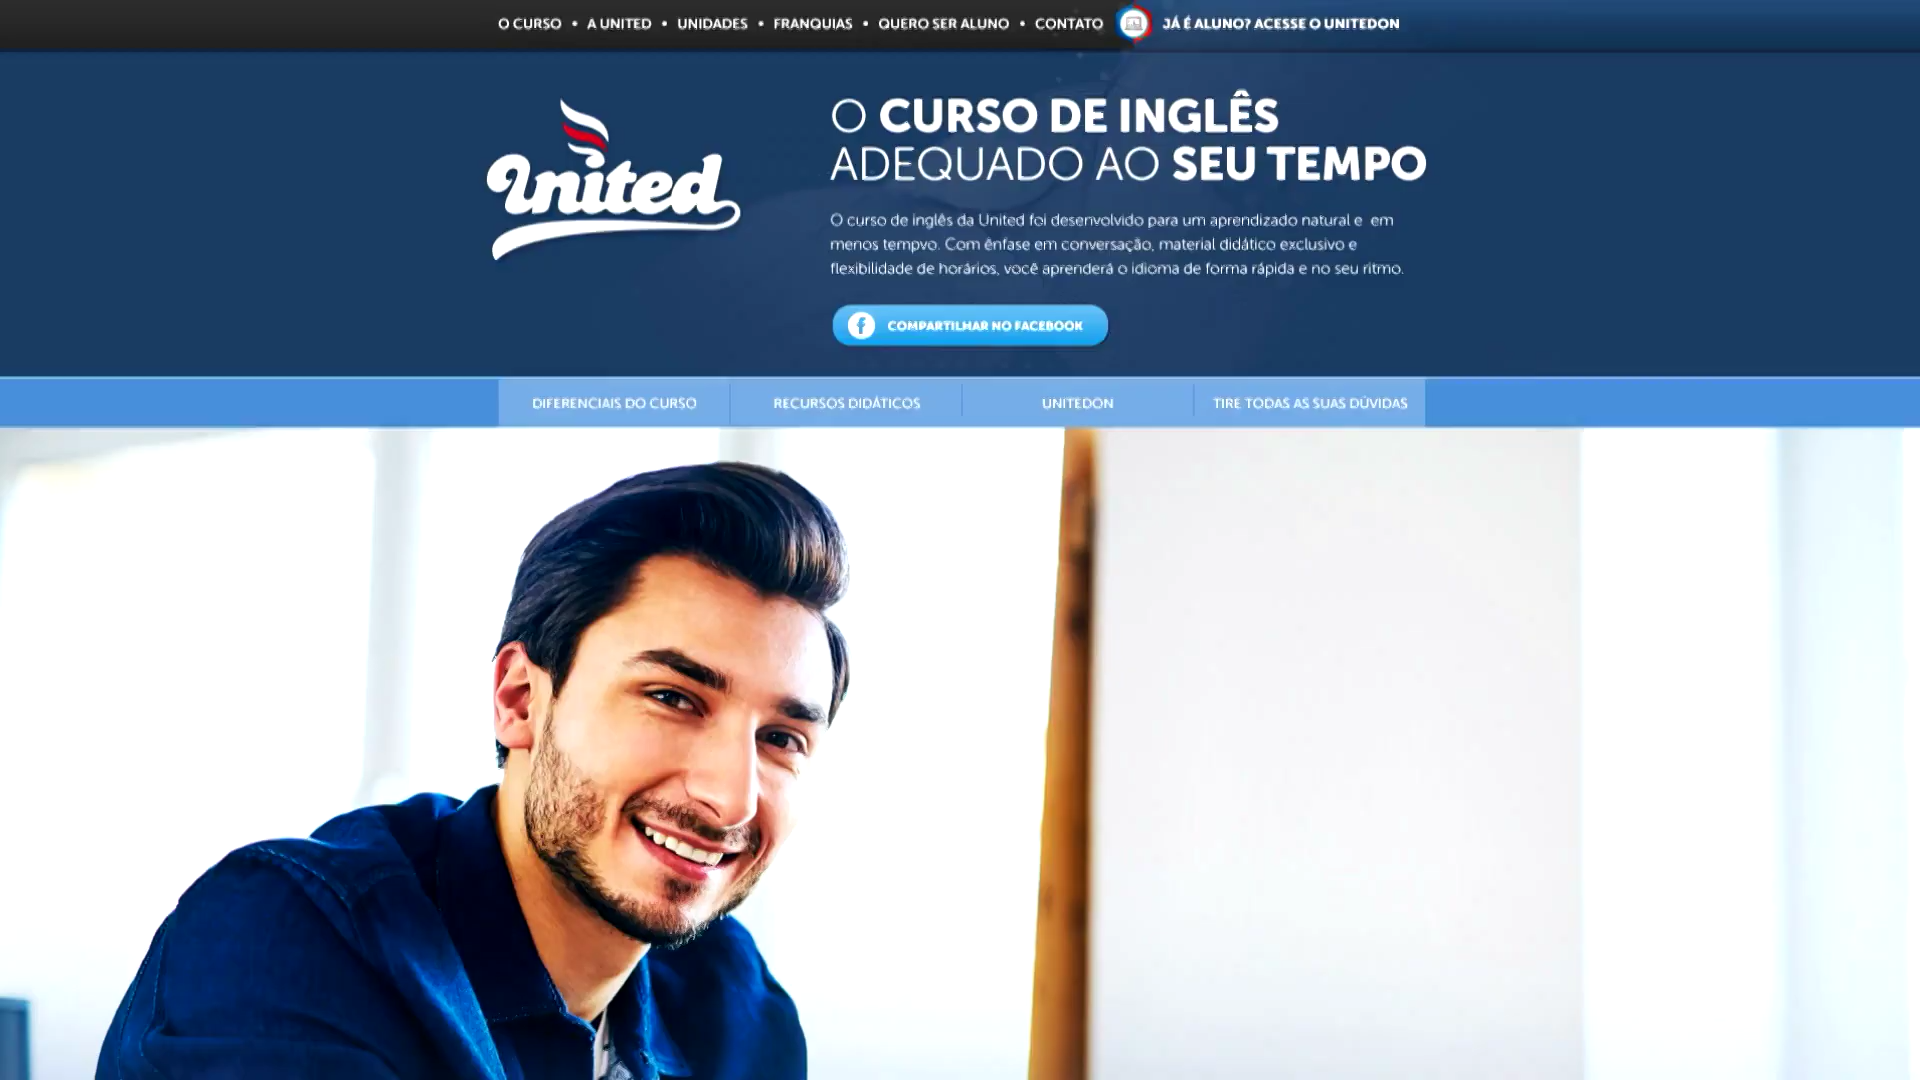 O CURSO • A UNITED • UNIDADES • FRANQUIAS • QUERO SER ALUNO • CONTATO JÁ É ALUNO? ACESSE O UNITEDON
United
O CURSO DE INGLÊS
ADEQUADO AO SEU TEMPO
O curso de inglês da United foi desenvolvido para um aprendizado natural e em
menos tempvo. Com ênfase em conversação, material didático exclusivo e
flexibilidade de horários, você aprenderá o idioma de forma rápida e no seu ritmo.
COMPARTILHAR NO FACEBOOK
DIFERENCIAIS DO CURSO RECURSOS DIDÁTICOS UNITEDON TIRE TODAS AS SUAS DÚVIDAS